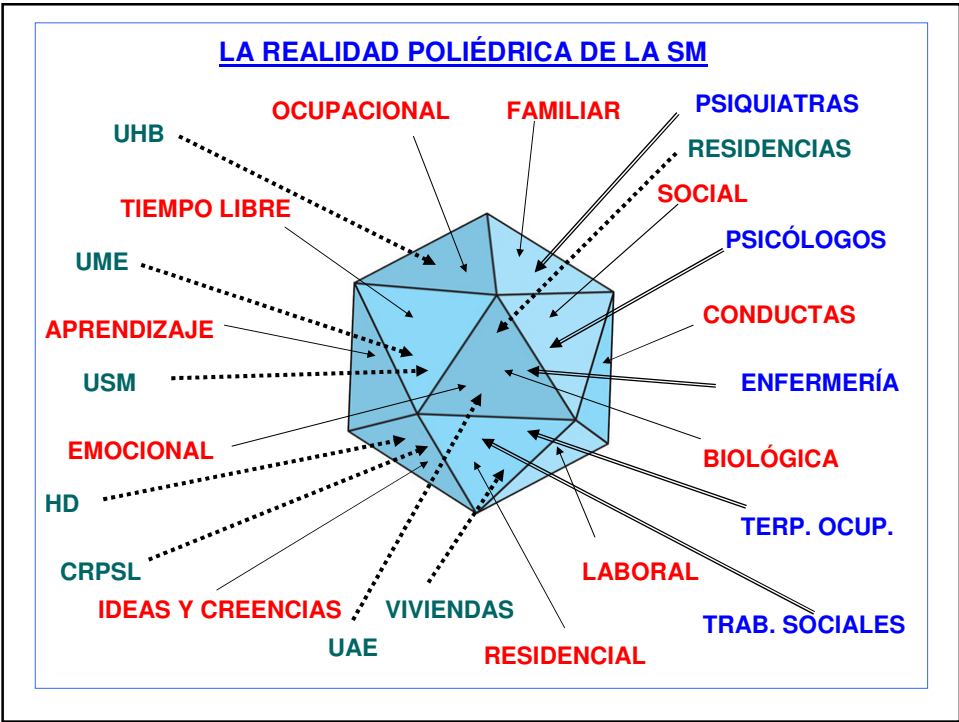 LA REALIDAD POLIÉDRICA DE LA SM
OCUPACIONAL
FAMILIAR
PSIQUIATRAS
UHB
RESIDENCIAS
TIEMPO LIBRE
SOCIAL
PSICÓLOGOS
UME
APRENDIZAJE
CONDUCTAS
USM
ENFERMERÍA
EMOCIONAL
BIOLÓGICA
HD
TERP. OCUP.
CRPSL
LABORAL
IDEAS Y CREENCIAS
VIVIENDAS
TRAB. SOCIALES
UAE
RESIDENCIAL